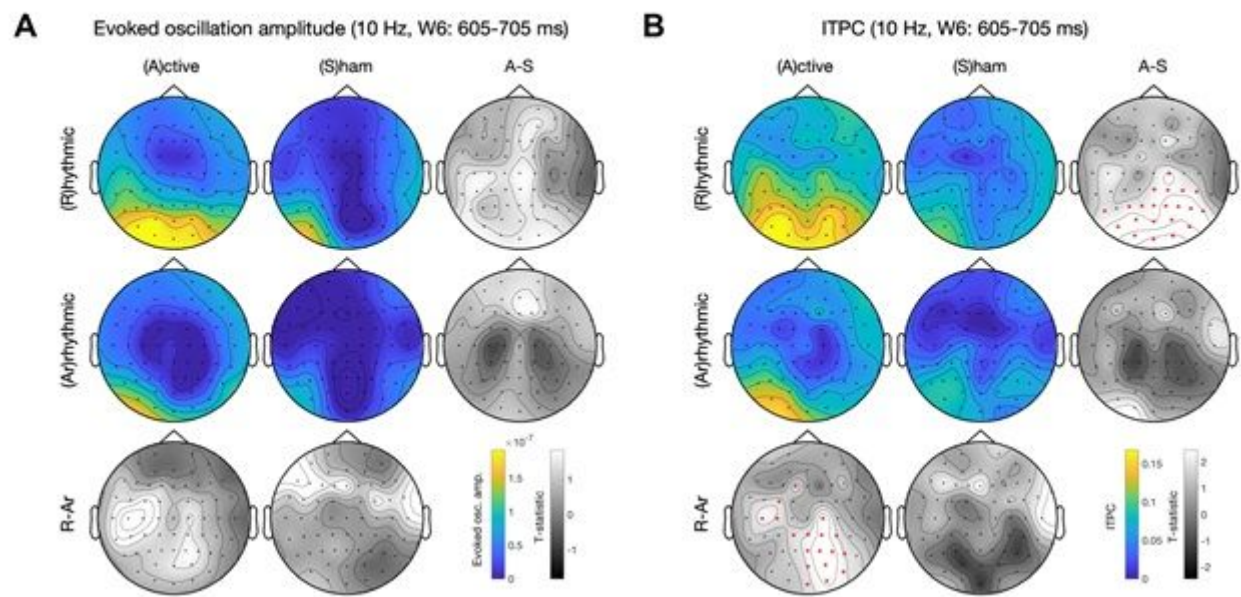 A Evoked oscillation amplitude (10 Hz, W6: 605-705 ms)
(A)ctive (S)ham A-S
(R)hythmic
(Ar)rhythmic
R-Ar
×10⁻⁷
Evoked osc. amp.
1.5
1
0.5
0
T-statistic
1
0
-1
B ITPC (10 Hz, W6: 605-705 ms)
(A)ctive (S)ham A-S
(R)hythmic
(Ar)rhythmic
R-Ar
ITPC
0.15
0.1
0.05
0
T-statistic
2
1
0
-1
-2